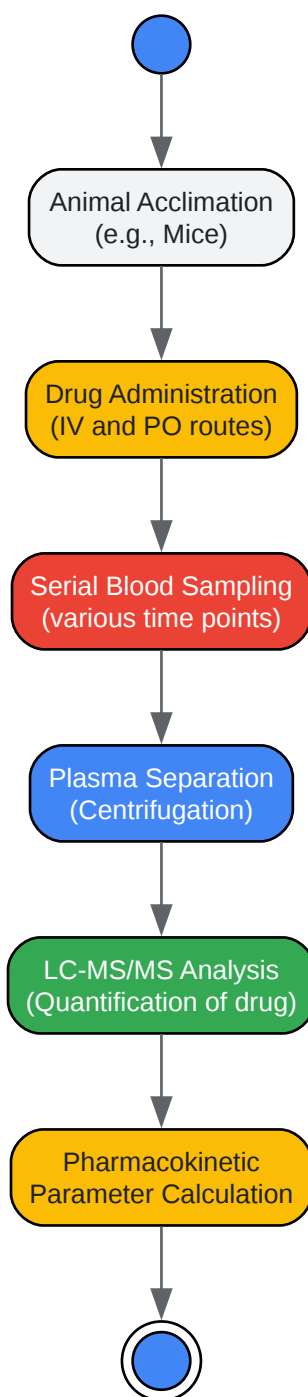 Animal Acclimation
(e.g., Mice)
Drug Administration
(IV and PO routes)
Serial Blood Sampling
(various time points)
Plasma Separation
(Centrifugation)
LC-MS/MS Analysis
(Quantification of drug)
Pharmacokinetic
Parameter Calculation